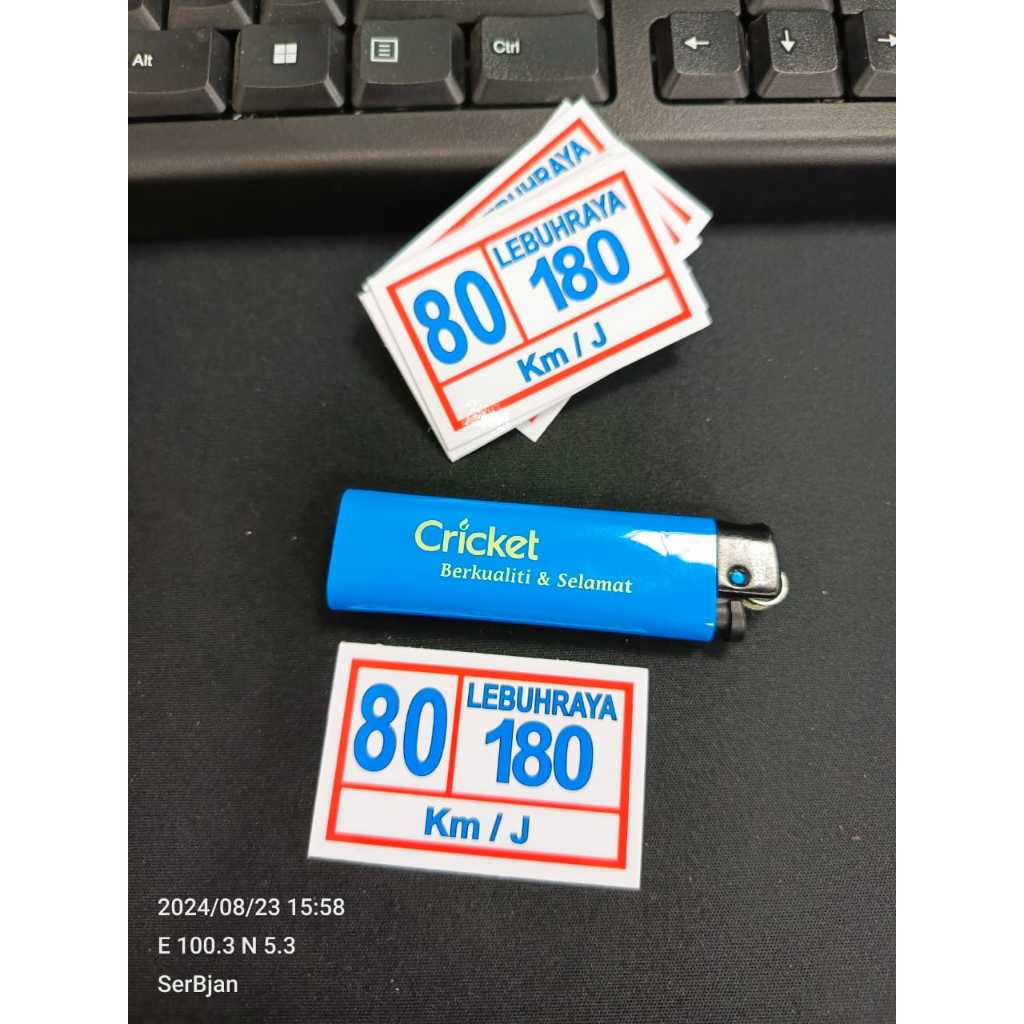 Alt
Ctrl
LEBUHRAYA
LEBUHRAYA
80
180
Km / J
Cricket
Berkualiti & Selamat
LEBUHRAYA
80
180
Km / J
2024/08/23 15:58
E 100.3 N 5.3
SerBjan